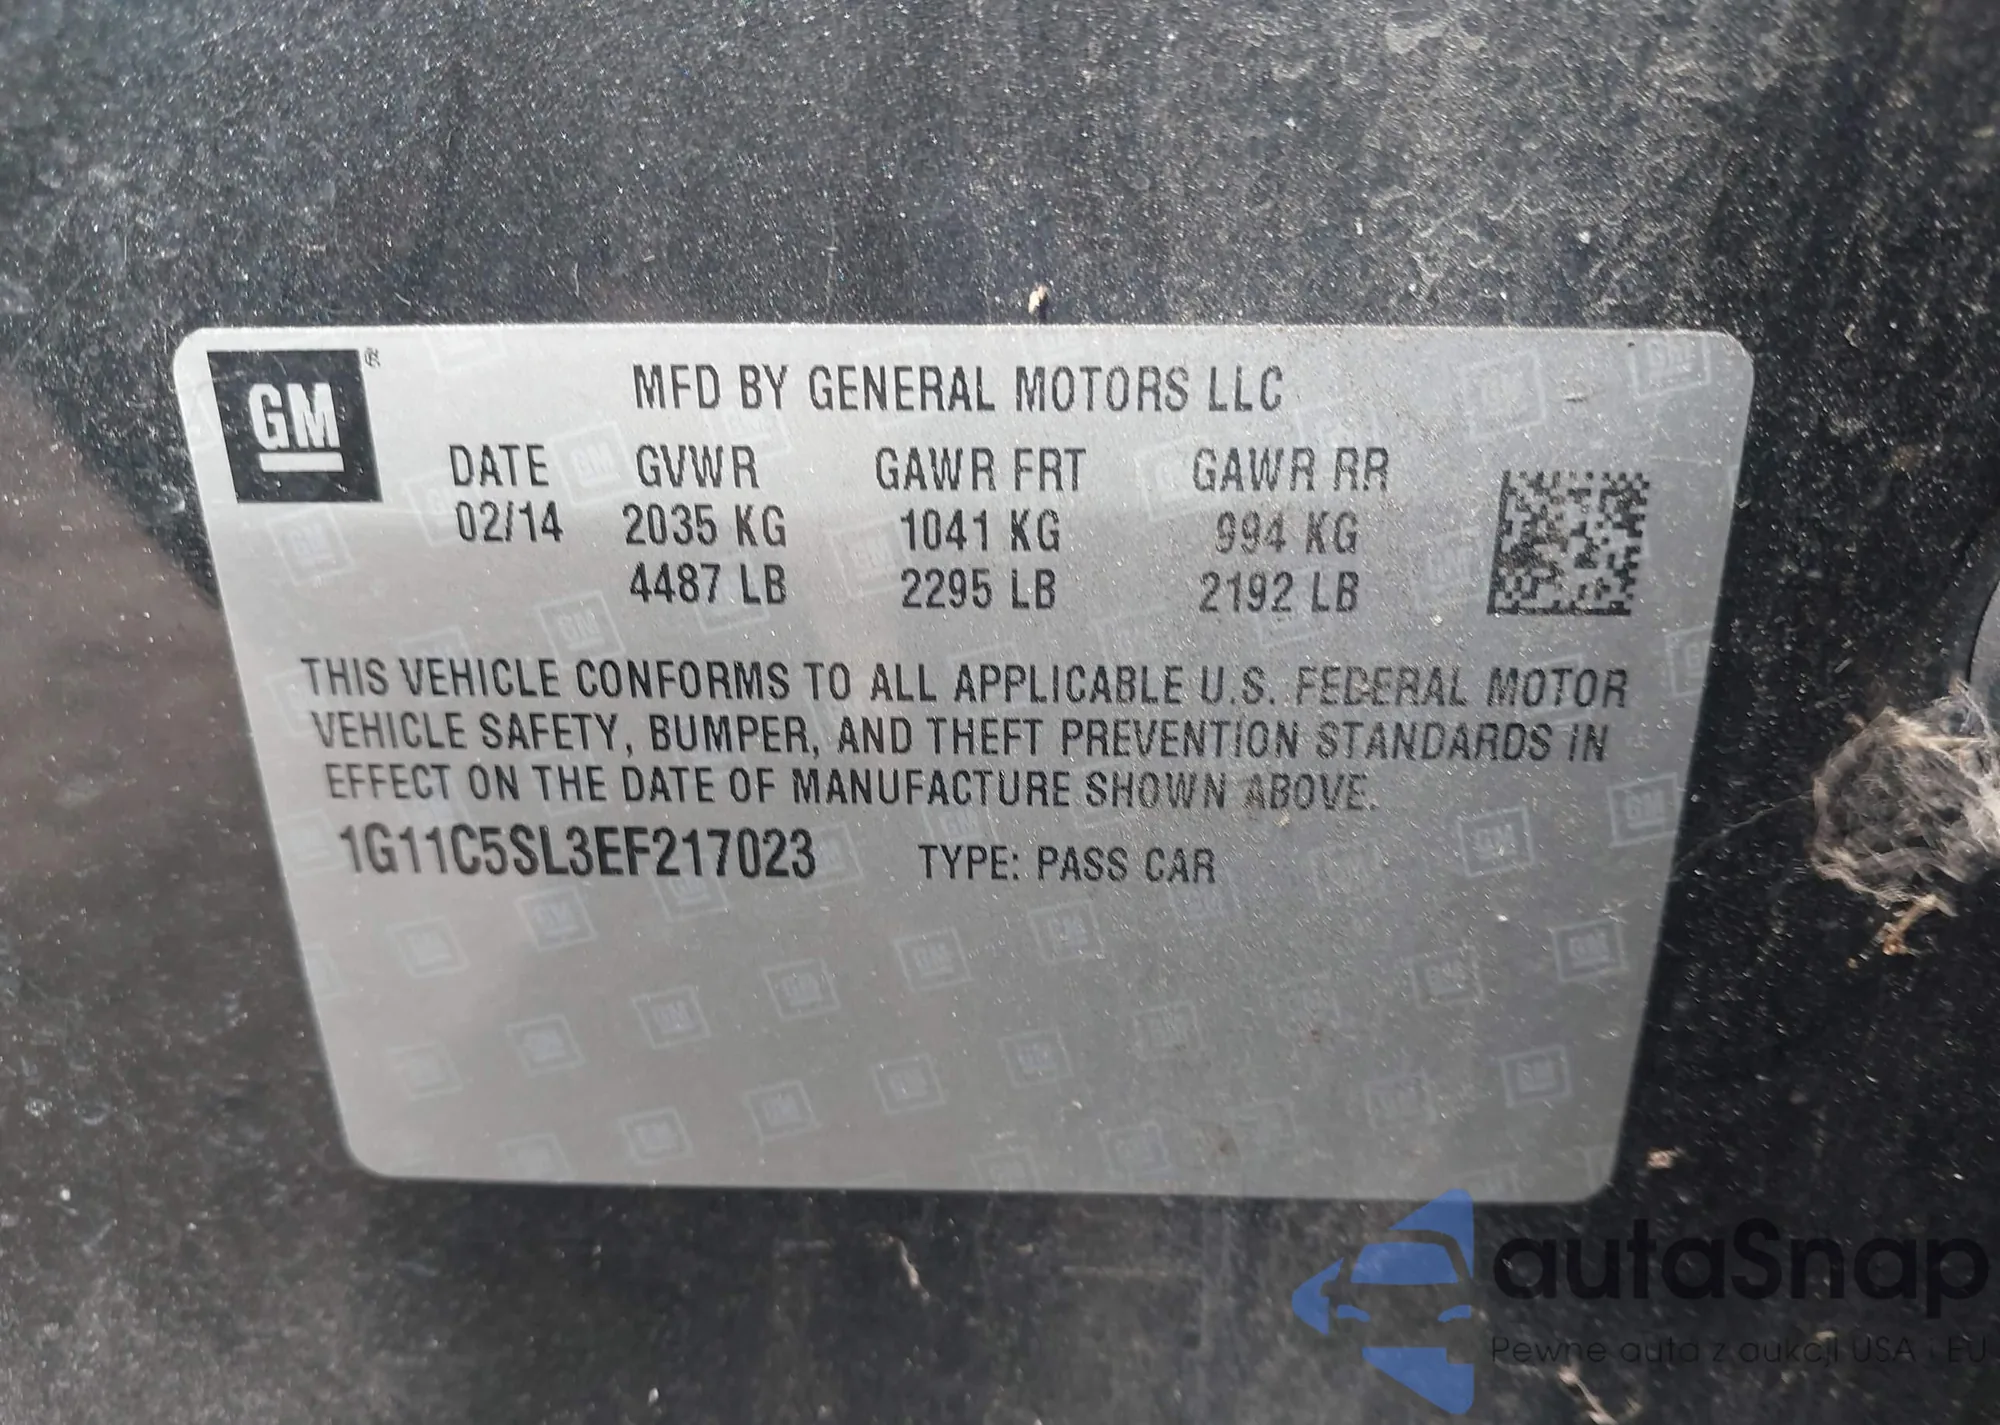 GM®
MFD BY GENERAL MOTORS LLC
DATE GVWR GAWR FRT GAWR RR
02/14 2035 KG 1041 KG 994 KG
4487 LB 2295 LB 2192 LB
THIS VEHICLE CONFORMS TO ALL APPLICABLE U.S. FEDERAL MOTOR
VEHICLE SAFETY, BUMPER, AND THEFT PREVENTION STANDARDS IN
EFFECT ON THE DATE OF MANUFACTURE SHOWN ABOVE.
1G11C5SL3EF217023 TYPE: PASS CAR
autaSnap
Pewne auta z aukcji USA i EU